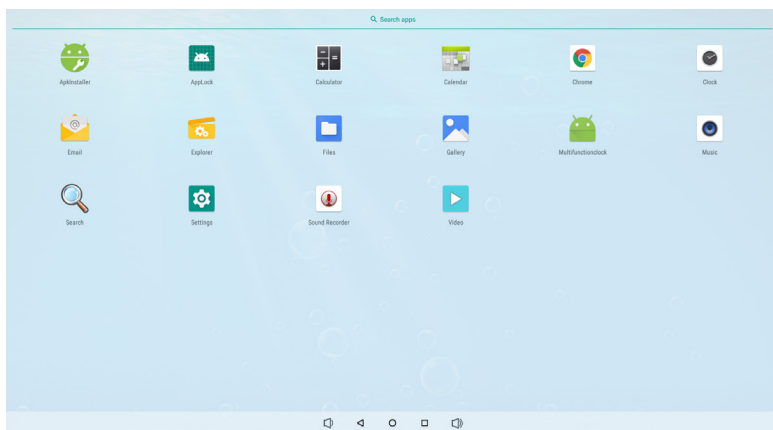 Search apps
ApkInstaller
AppLock
Calculator
Calendar
Chrome
Clock
Email
Explorer
Files
Gallery
Multifunctionclock
Music
Search
Settings
Sound Recorder
Video